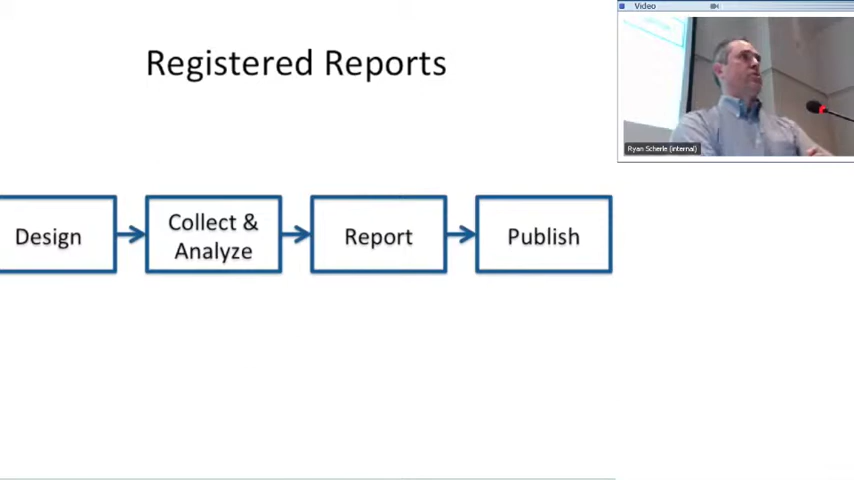 Video
Registered Reports
Ryan Scherle (internal)
Design
Collect &
Analyze
Report
Publish